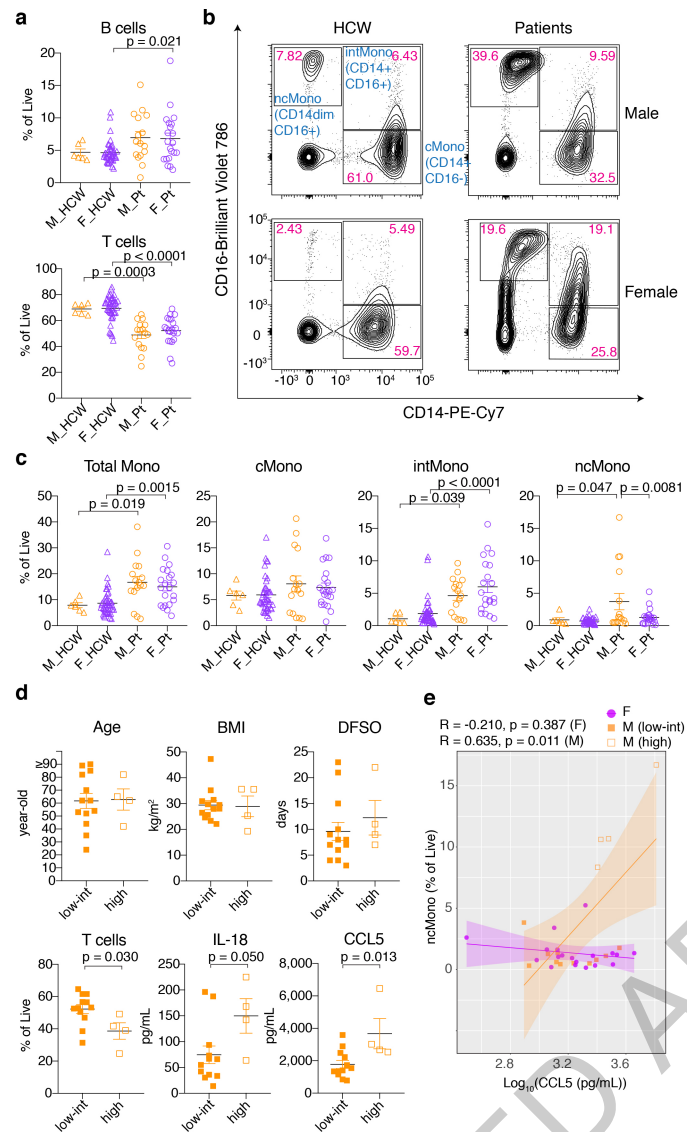 a
B cells
p = 0.021
20
15
10
5
0
% of Live
M_HCW
F_HCW
M_Pt
F_Pt
T cells
p < 0.0001
p = 0.0003
100
80
60
40
20
0
% of Live
M_HCW
F_HCW
M_Pt
F_Pt
b
HCW
Patients
7.82
intMono
(CD14+
CD16+)
6.43
ncMono
(CD14dim
CD16+)
61.0
39.6
9.59
cMono
(CD14
CD16-)
32.5
Male
2.43
5.49
59.7
19.6
19.1
25.8
Female
10⁵
10⁴
10³
0
-10³
-10³
0
10³
10⁴
10⁵
CD16-Brilliant Violet 786
CD14-PE-Cy7
c
Total Mono
p = 0.0015
p = 0.019
50
40
30
20
10
0
% of Live
M_HCW
F_HCW
M_Pt
F_Pt
cMono
25
20
15
10
5
0
M_HCW
F_HCW
M_Pt
F_Pt
intMono
p < 0.0001
p = 0.039
20
15
10
5
0
M_HCW
F_HCW
M_Pt
F_Pt
ncMono
p = 0.047
p = 0.0081
20
15
10
5
0
M_HCW
F_HCW
M_Pt
F_Pt
d
Age
≥90
80
70
60
50
40
30
20
10
0
year-old
low-int
high
BMI
50
40
30
20
10
0
kg/m²
low-int
high
DFSO
25
20
15
10
5
0
days
low-int
high
T cells
p = 0.030
80
60
40
20
0
% of Live
low-int
high
IL-18
p = 0.050
250
200
150
100
50
0
pg/mL
low-int
high
CCL5
p = 0.013
8,000
6,000
4,000
2,000
0
pg/mL
low-int
high
e
F
M (low-int)
M (high)
R = -0.210, p = 0.387 (F)
R = 0.635, p = 0.011 (M)
15
10
5
0
ncMono (% of Live)
2.8
3.2
3.6
Log₁₀(CCL5 (pg/mL))